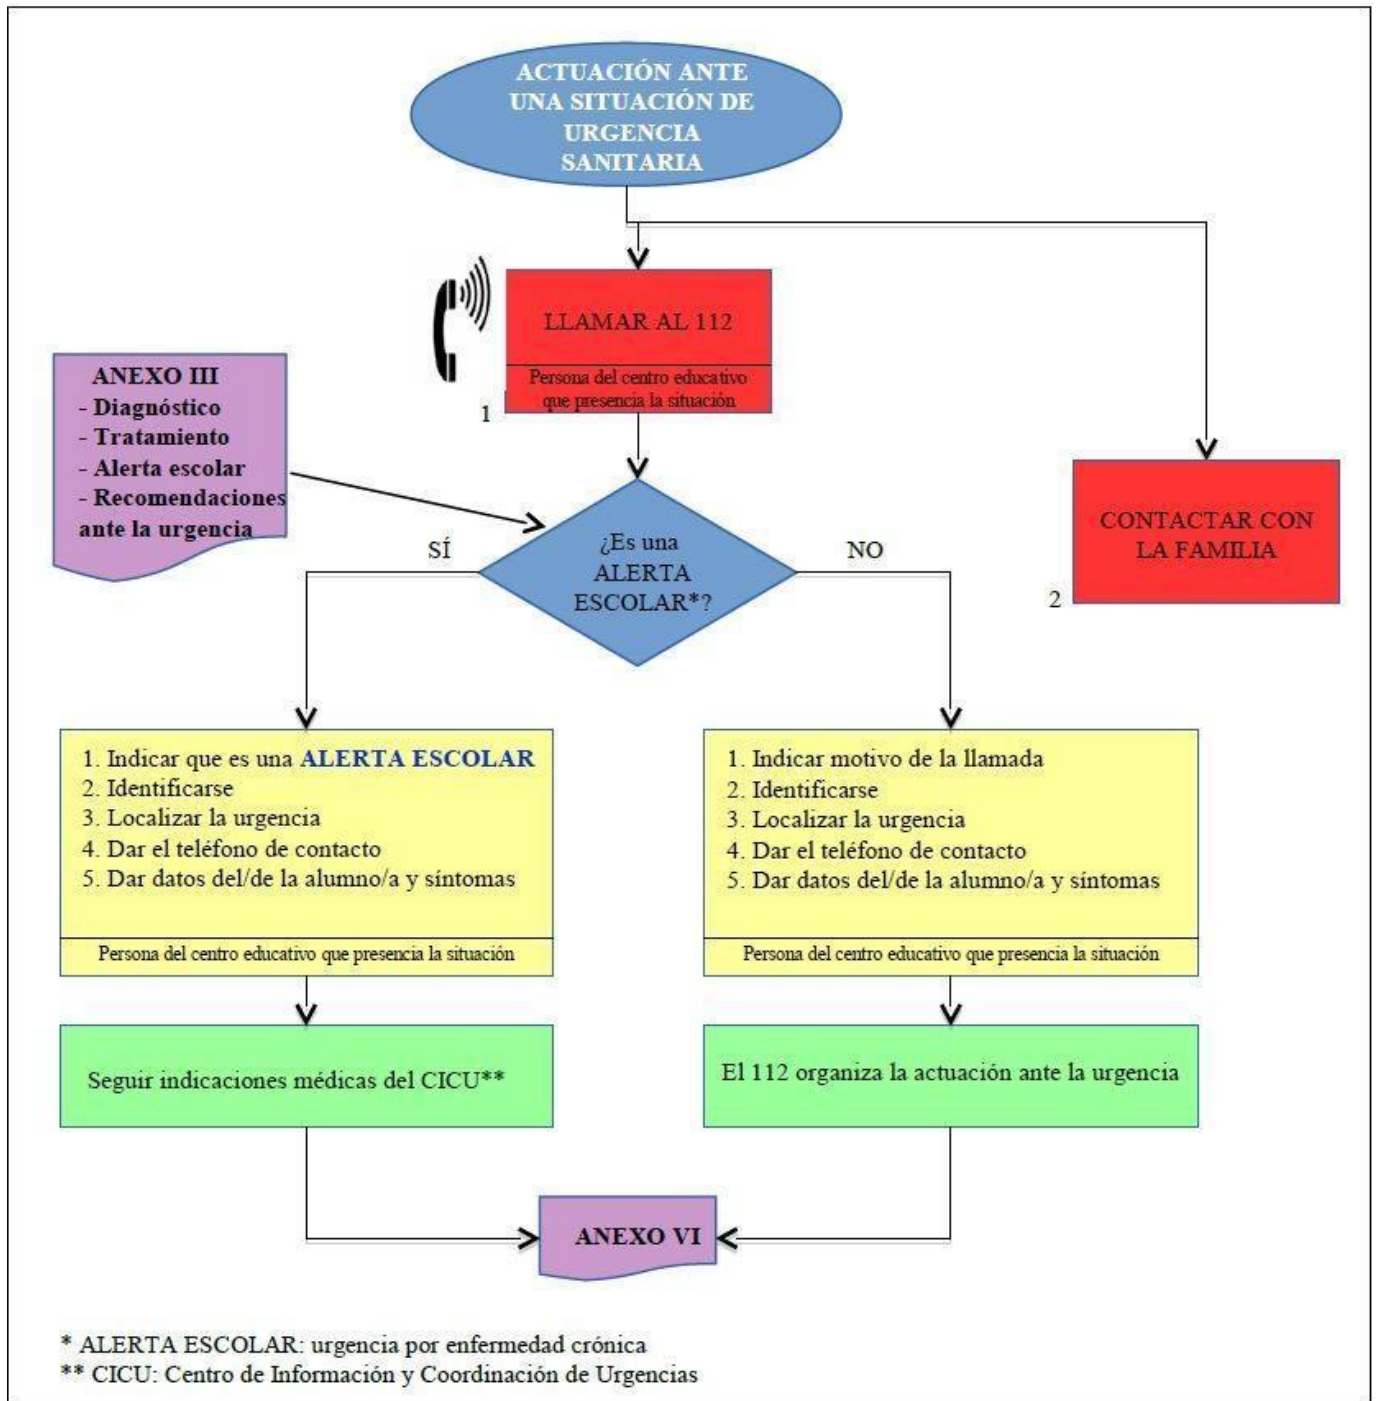 ACTUACIÓN ANTE
UNA SITUACIÓN DE
URGENCIA
SANITARIA
LLAMAR AL 112
Persona del centro educativo
que presencia la situación
1
ANEXO III
- Diagnóstico
- Tratamiento
- Alerta escolar
- Recomendaciones
ante la urgencia
CONTACTAR CON
LA FAMILIA
2
¿Es una
ALERTA
ESCOLAR*?
SÍ
NO
1. Indicar que es una ALERTA ESCOLAR
2. Identificarse
3. Localizar la urgencia
4. Dar el teléfono de contacto
5. Dar datos del/de la alumno/a y síntomas
Persona del centro educativo que presencia la situación
1. Indicar motivo de la llamada
2. Identificarse
3. Localizar la urgencia
4. Dar el teléfono de contacto
5. Dar datos del/de la alumno/a y síntomas
Persona del centro educativo que presencia la situación
Seguir indicaciones médicas del CICU**
El 112 organiza la actuación ante la urgencia
ANEXO VI
* ALERTA ESCOLAR: urgencia por enfermedad crónica
** CICU: Centro de Información y Coordinación de Urgencias